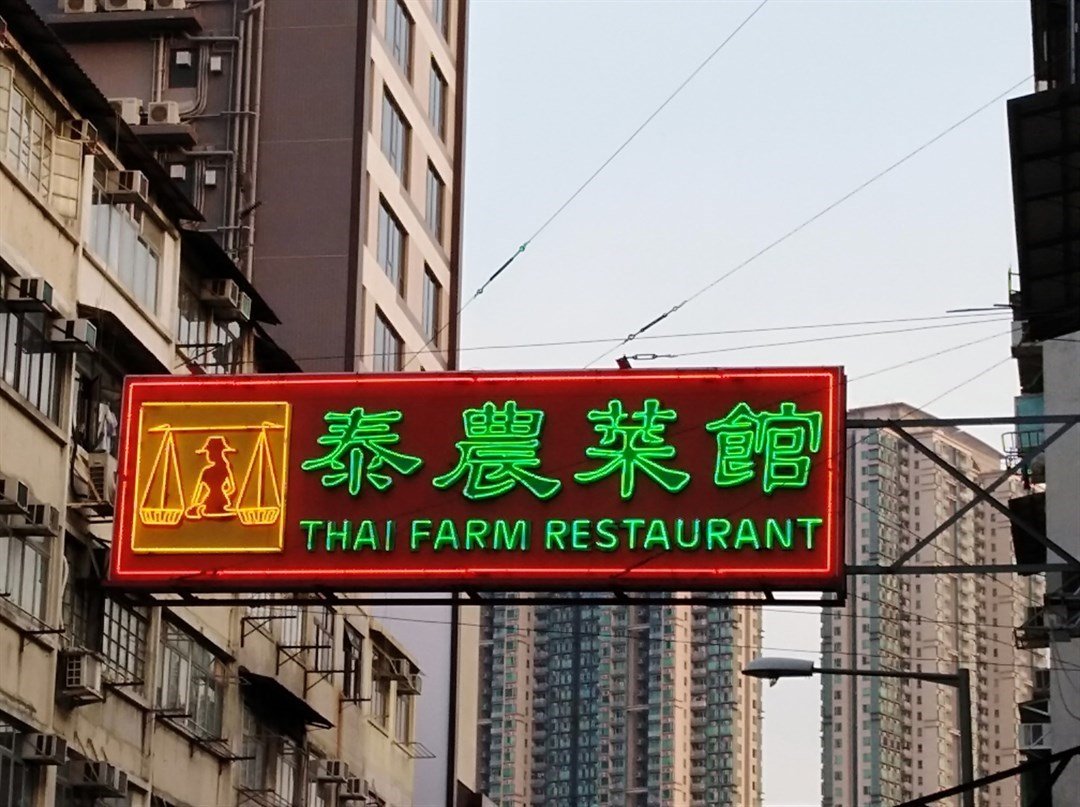 泰農菜館
THAI FARM RESTAURANT